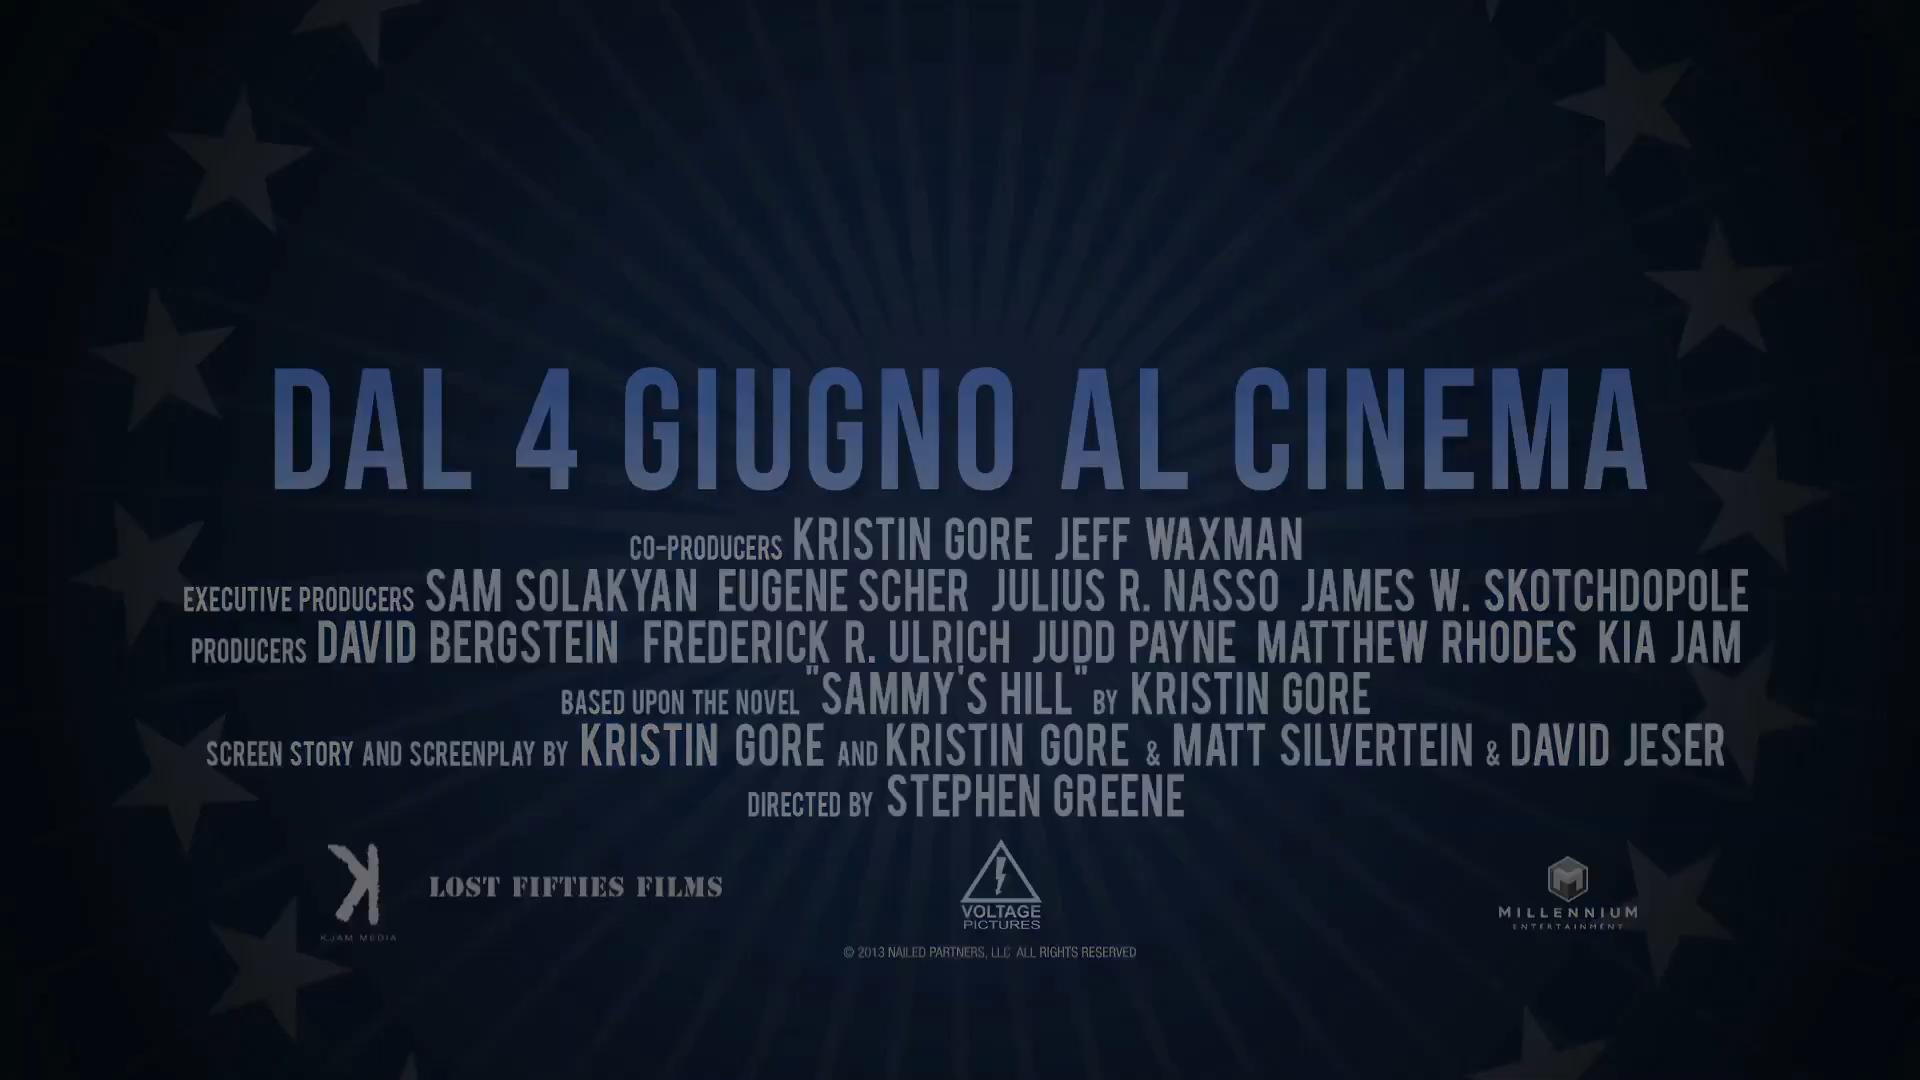 DAL 4 GIUGNO AL CINEMA
CO-PRODUCERS KRISTIN GORE JEFF WAXMAN
EXECUTIVE PRODUCERS SAM SOLAKYAN EUGENE SCHER JULIUS R. NASSO JAMES W. SKOTCHDOPOLE
PRODUCERS DAVID BERGSTEIN FREDERICK R. ULRICH JUDD PAYNE MATTHEW RHODES KIA JAM
BASED UPON THE NOVEL "SAMMY'S HILL" BY KRISTIN GORE
SCREEN STORY AND SCREENPLAY BY KRISTIN GORE AND KRISTIN GORE & MATT SILVERTEIN & DAVID JESER
DIRECTED BY STEPHEN GREENE
K
KJAM MEDIA
LOST FIFTIES FILMS
VOLTAGE
PICTURES
M
MILLENNIUM
ENTERTAINMENT
© 2013 NAILED PARTNERS, LLC ALL RIGHTS RESERVED